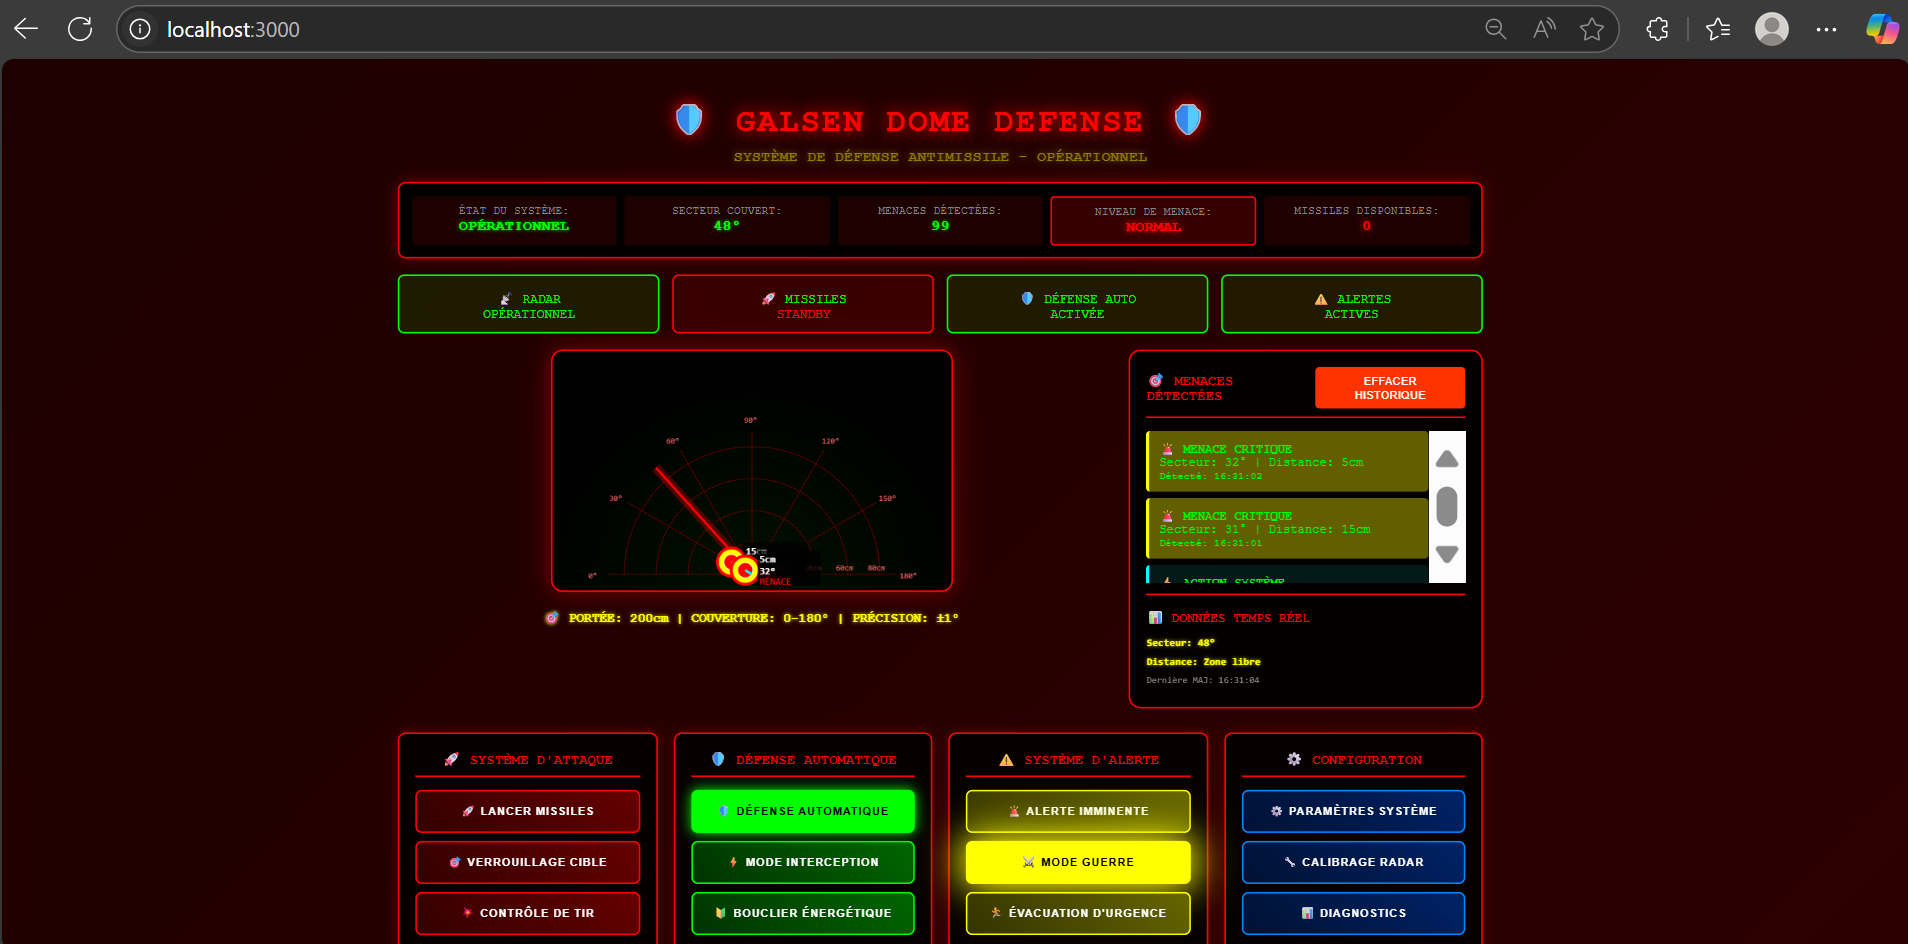 localhost:3000
GALSEN DOME DEFENSE
SYSTÈME DE DÉFENSE ANTIMISSILE - OPÉRATIONNEL
ÉTAT DU SYSTÈME:
OPÉRATIONNEL
SECTEUR COUVERT:
48°
MENACES DÉTECTÉES:
99
NIVEAU DE MENACE:
NORMAL
MISSILES DISPONIBLES:
0
RADAR
OPÉRATIONNEL
MISSILES
STANDBY
DÉFENSE AUTO
ACTIVÉE
ALERTES
ACTIVES
0°
30°
60°
90°
120°
150°
180°
60cm
80cm
15cm
5cm
32°
MENACE
PORTÉE: 200cm | COUVERTURE: 0-180° | PRÉCISION: ±1°
MENACES
DÉTECTÉES
EFFACER
HISTORIQUE
MENACE CRITIQUE
Secteur: 32° | Distance: 5cm
Détecté: 16:31:02
MENACE CRITIQUE
Secteur: 31° | Distance: 15cm
Détecté: 16:31:01
ACTION SYSTÈME
DONNÉES TEMPS RÉEL
Secteur: 48°
Distance: Zone libre
Dernière MAJ: 16:31:04
SYSTÈME D'ATTAQUE
LANCER MISSILES
VERROUILLAGE CIBLE
CONTRÔLE DE TIR
DÉFENSE AUTOMATIQUE
DÉFENSE AUTOMATIQUE
MODE INTERCEPTION
BOUCLIER ÉNERGÉTIQUE
SYSTÈME D'ALERTE
ALERTE IMMINENTE
MODE GUERRE
ÉVACUATION D'URGENCE
CONFIGURATION
PARAMÈTRES SYSTÈME
CALIBRAGE RADAR
DIAGNOSTICS